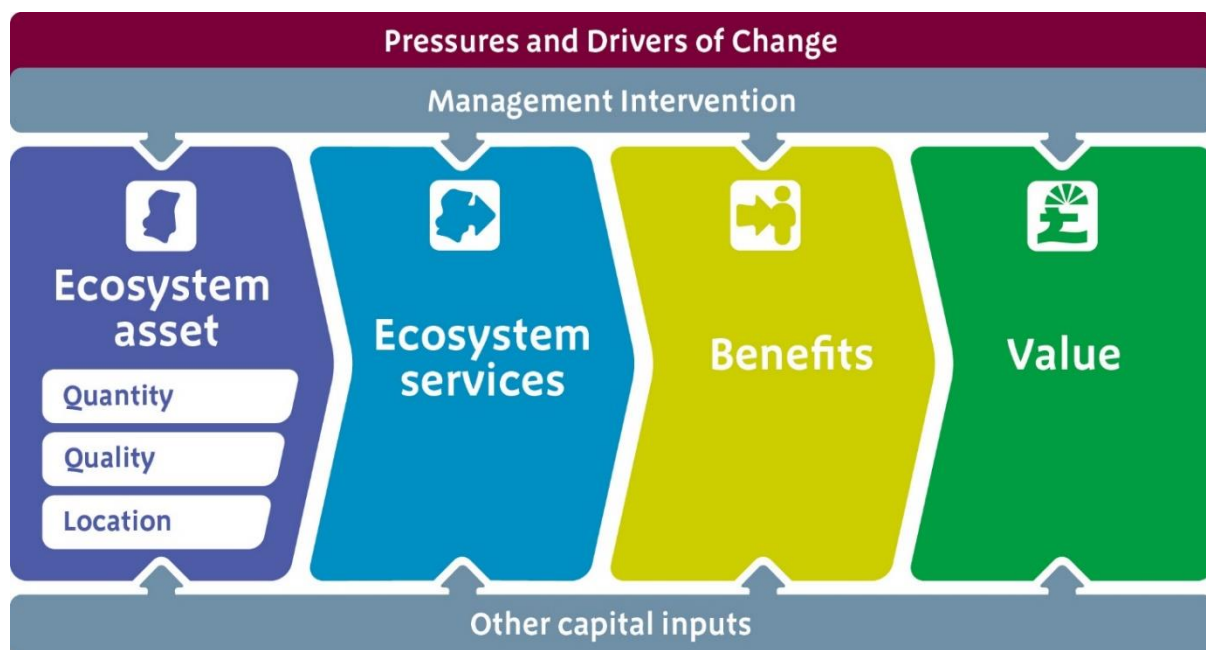 Pressures and Drivers of Change
Management Intervention
Ecosystem
asset
Quantity
Quality
Location
Ecosystem
services
Benefits
Value
Other capital inputs